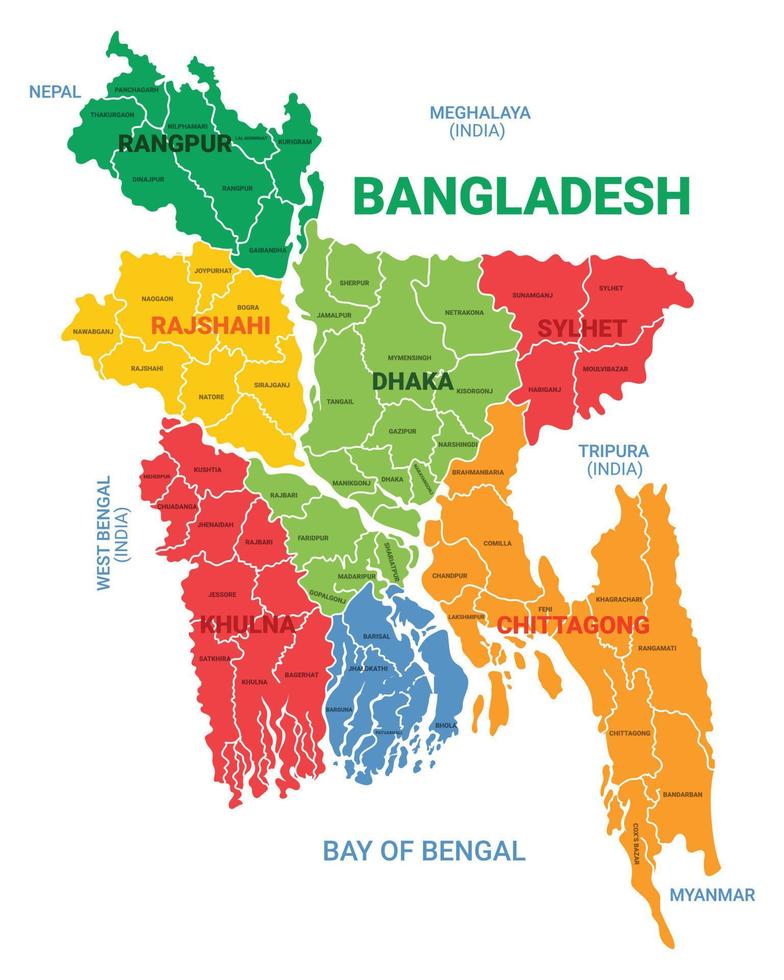 NEPAL
MEGHALAYA
(INDIA)
BANGLADESH
PANCHAGARH
THAKURGAON
NILPHAMARI
LAL MONIRHAT
KURIGRAM
RANGPUR
DINAJPUR
RANGPUR
GAIBANDHA
JOYPURHAT
NAOGAON
BOGRA
RAJSHAHI
NAWABGANJ
RAJSHAHI
NATORE
SIRAJGANJ
SHERPUR
JAMALPUR
NETRAKONA
MYMENSINGH
DHAKA
KISORGONJ
TANGAIL
GAZIPUR
NARSHINGDI
MANIKGONJ
DHAKA
NARAYANGONJ
SUNAMGANJ
SYLHET
SYLHET
MOULVIBAZAR
HABIGANJ
TRIPURA
(INDIA)
WEST BENGAL
(INDIA)
KUSHTIA
MEHERPUR
CHUADANGA
JHENAIDAH
RAJBARI
JESSORE
KHULNA
SATKHIRA
KHULNA
BAGERHAT
RAJBARI
FARIDPUR
SHARIATPUR
MADARIPUR
GOPALGONJ
BARISAL
JHALOKATHI
BARGUNA
PATUAKHALI
BHOLA
BRAHMANBARIA
COMILLA
CHANDPUR
LAKSHMIPUR
FENI
KHAGRACHARI
CHITTAGONG
RANGAMATI
CHITTAGONG
BANDARBAN
COX'S BAZAR
BAY OF BENGAL
MYANMAR